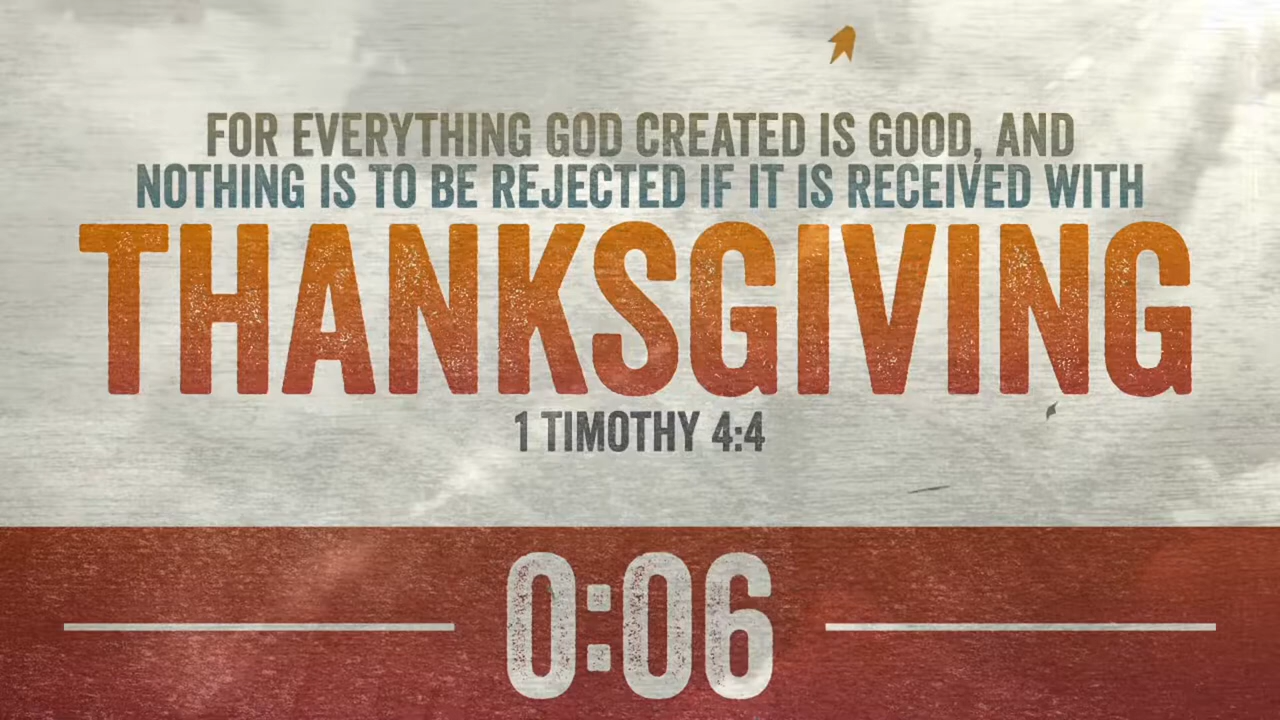 FOR EVERYTHING GOD CREATED IS GOOD, AND
NOTHING IS TO BE REJECTED IF IT IS RECEIVED WITH
THANKSGIVING
1 TIMOTHY 4:4
0:06